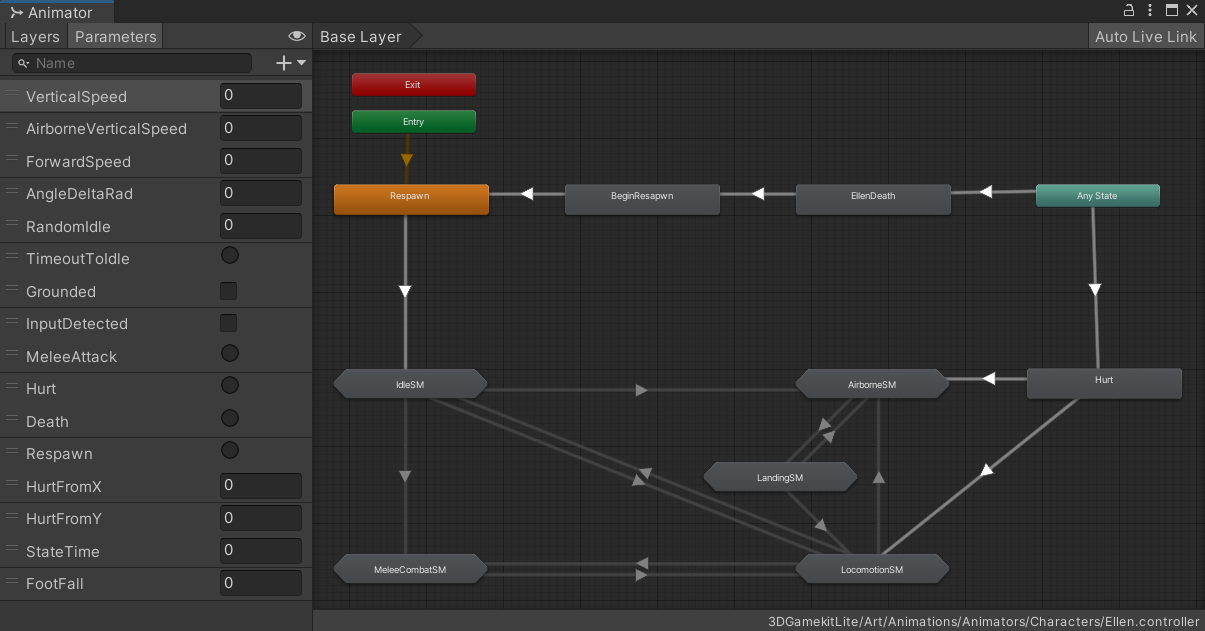 Animator
Layers Parameters
Base Layer
Auto Live Link
Name
VerticalSpeed 0
AirborneVerticalSpeed 0
ForwardSpeed 0
AngleDeltaRad 0
RandomIdle 0
TimeoutToIdle
Grounded
InputDetected
MeleeAttack
Hurt
Death
Respawn
HurtFromX 0
HurtFromY 0
StateTime 0
FootFall 0
Exit
Entry
Respawn
BeginResapwn
EllenDeath
Any State
IdleSM
AirborneSM
Hurt
LandingSM
MeleeCombatSM
LocomotionSM
3DGamekitLite/Art/Animations/Animators/Characters/Ellen.controller